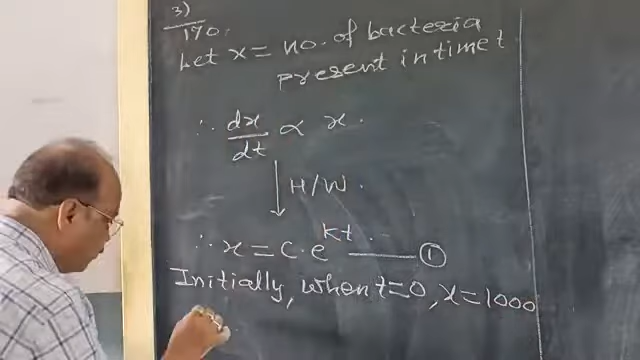 3)
170.
Let x = no. of bacteria
present in time t
∴ dx/dt ∝ x.
H/W.
∴ x = C.e^Kt. —— ①
Initially, when t=0, x=1000